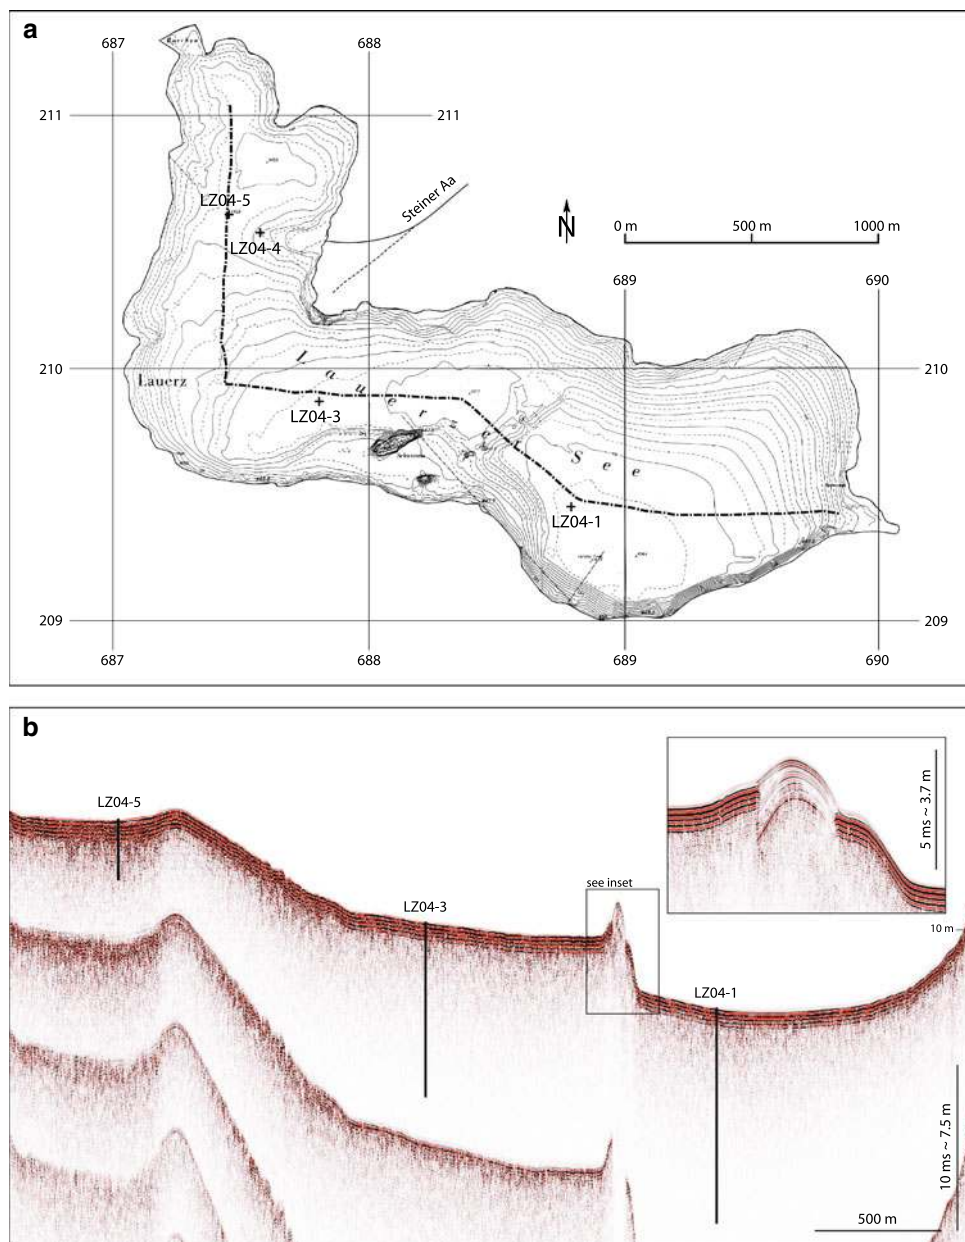 a
687
688
211
211
LZ04-5
LZ04-4
Steiner Aa
N
0 m
500 m
1000 m
689
690
210
210
Lauerz
Lauerzer See
LZ04-3
LZ04-1
209
209
687
688
689
690
b
LZ04-5
LZ04-3
see inset
LZ04-1
5 ms ~ 3.7 m
10 m
10 ms ~ 7.5 m
500 m